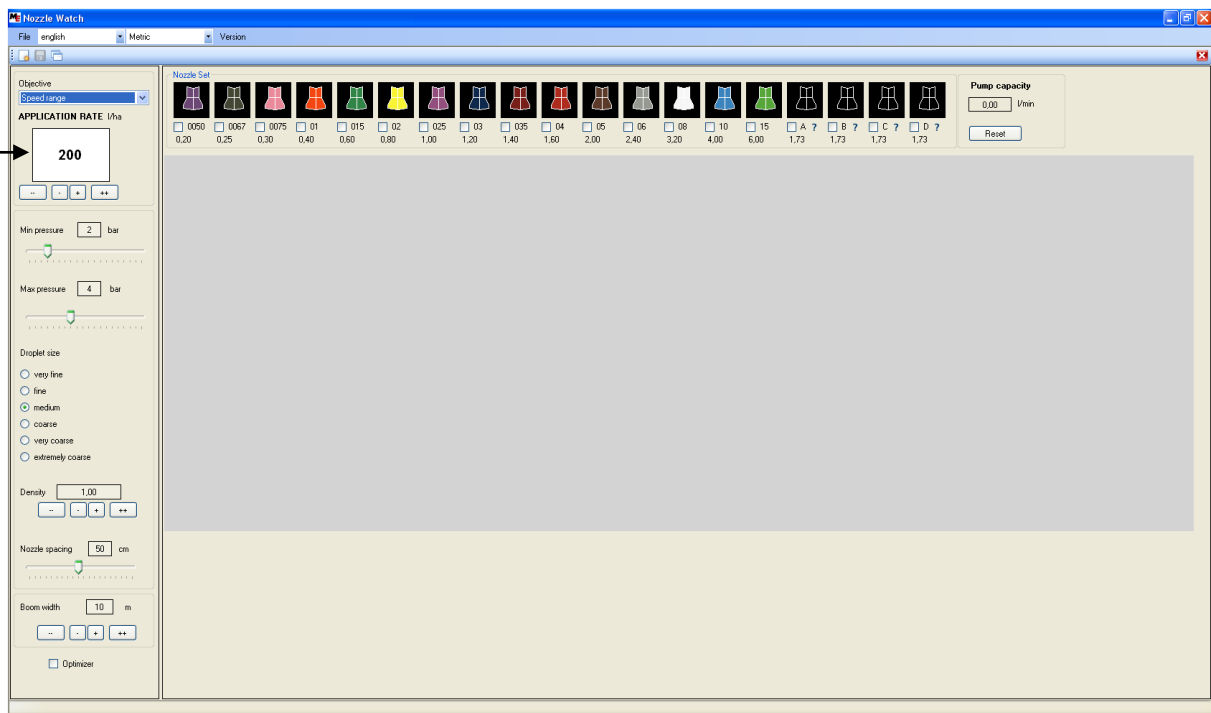 Nozzle Watch
File english Metric Version
Objective
Speed range
APPLICATION RATE l/ha
200
-- - + ++
Min pressure 2 bar
Max pressure 4 bar
Droplet size
very fine
fine
medium
coarse
very coarse
extremely coarse
Density 1,00
-- - + ++
Nozzle spacing 50 cm
Boom width 10 m
-- - + ++
Optimizer
Nozzle Set
0050 0067 0075 01 015 02 025 03 035 04 05 06 08 10 15 A ? B ? C ? D ?
0,20 0,25 0,30 0,40 0,60 0,80 1,00 1,20 1,40 1,60 2,00 2,40 3,20 4,00 6,00 1,73 1,73 1,73 1,73
Pump capacity
0,00 l/min
Reset